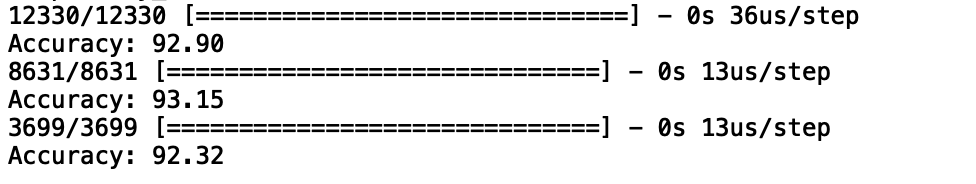 12330/12330 [==============================] - 0s 36us/step
Accuracy: 92.90
8631/8631 [==============================] - 0s 13us/step
Accuracy: 93.15
3699/3699 [==============================] - 0s 13us/step
Accuracy: 92.32